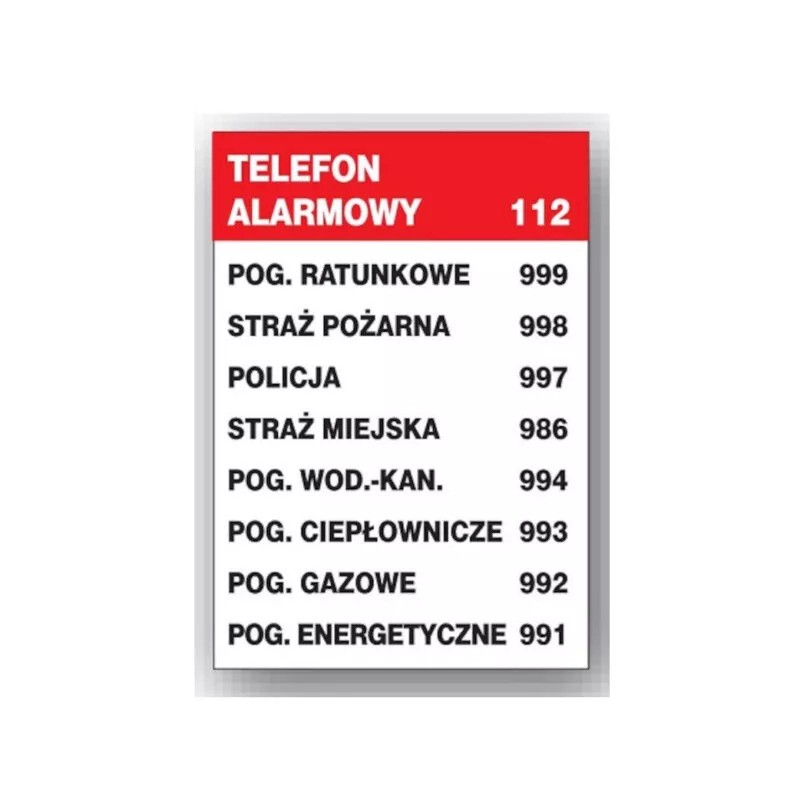 TELEFON
ALARMOWY 112
POG. RATUNKOWE 999
STRAŻ POŻARNA 998
POLICJA 997
STRAŻ MIEJSKA 986
POG. WOD.-KAN. 994
POG. CIEPŁOWNICZE 993
POG. GAZOWE 992
POG. ENERGETYCZNE 991